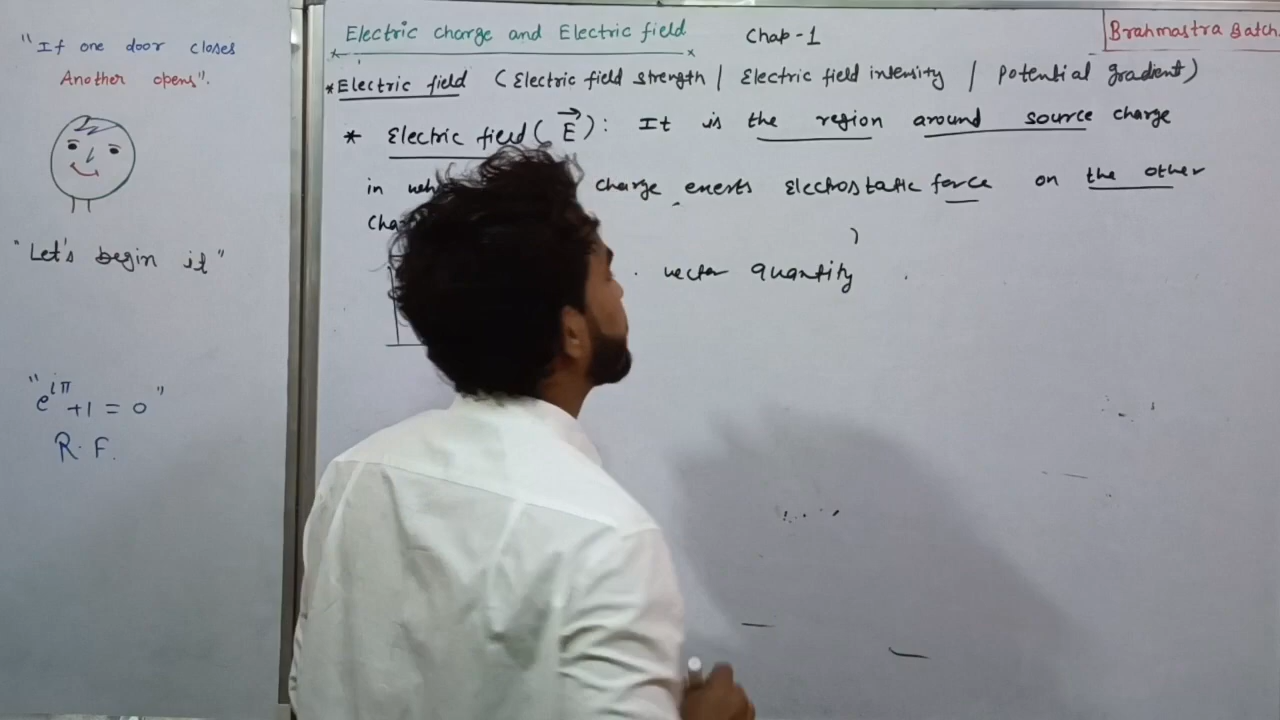 "If one door closes
Another opens".
"Let's begin it"
"e^iπ +1 = 0"
R. F.
Electric charge and Electric field
Chap-1
Brahmastra Batch
*Electric field (Electric field strength / Electric field intensity / Potential gradient)
* Electric field (E→): It is the region around source charge
in charge exerts Electrostatic force on the other
vector quantity